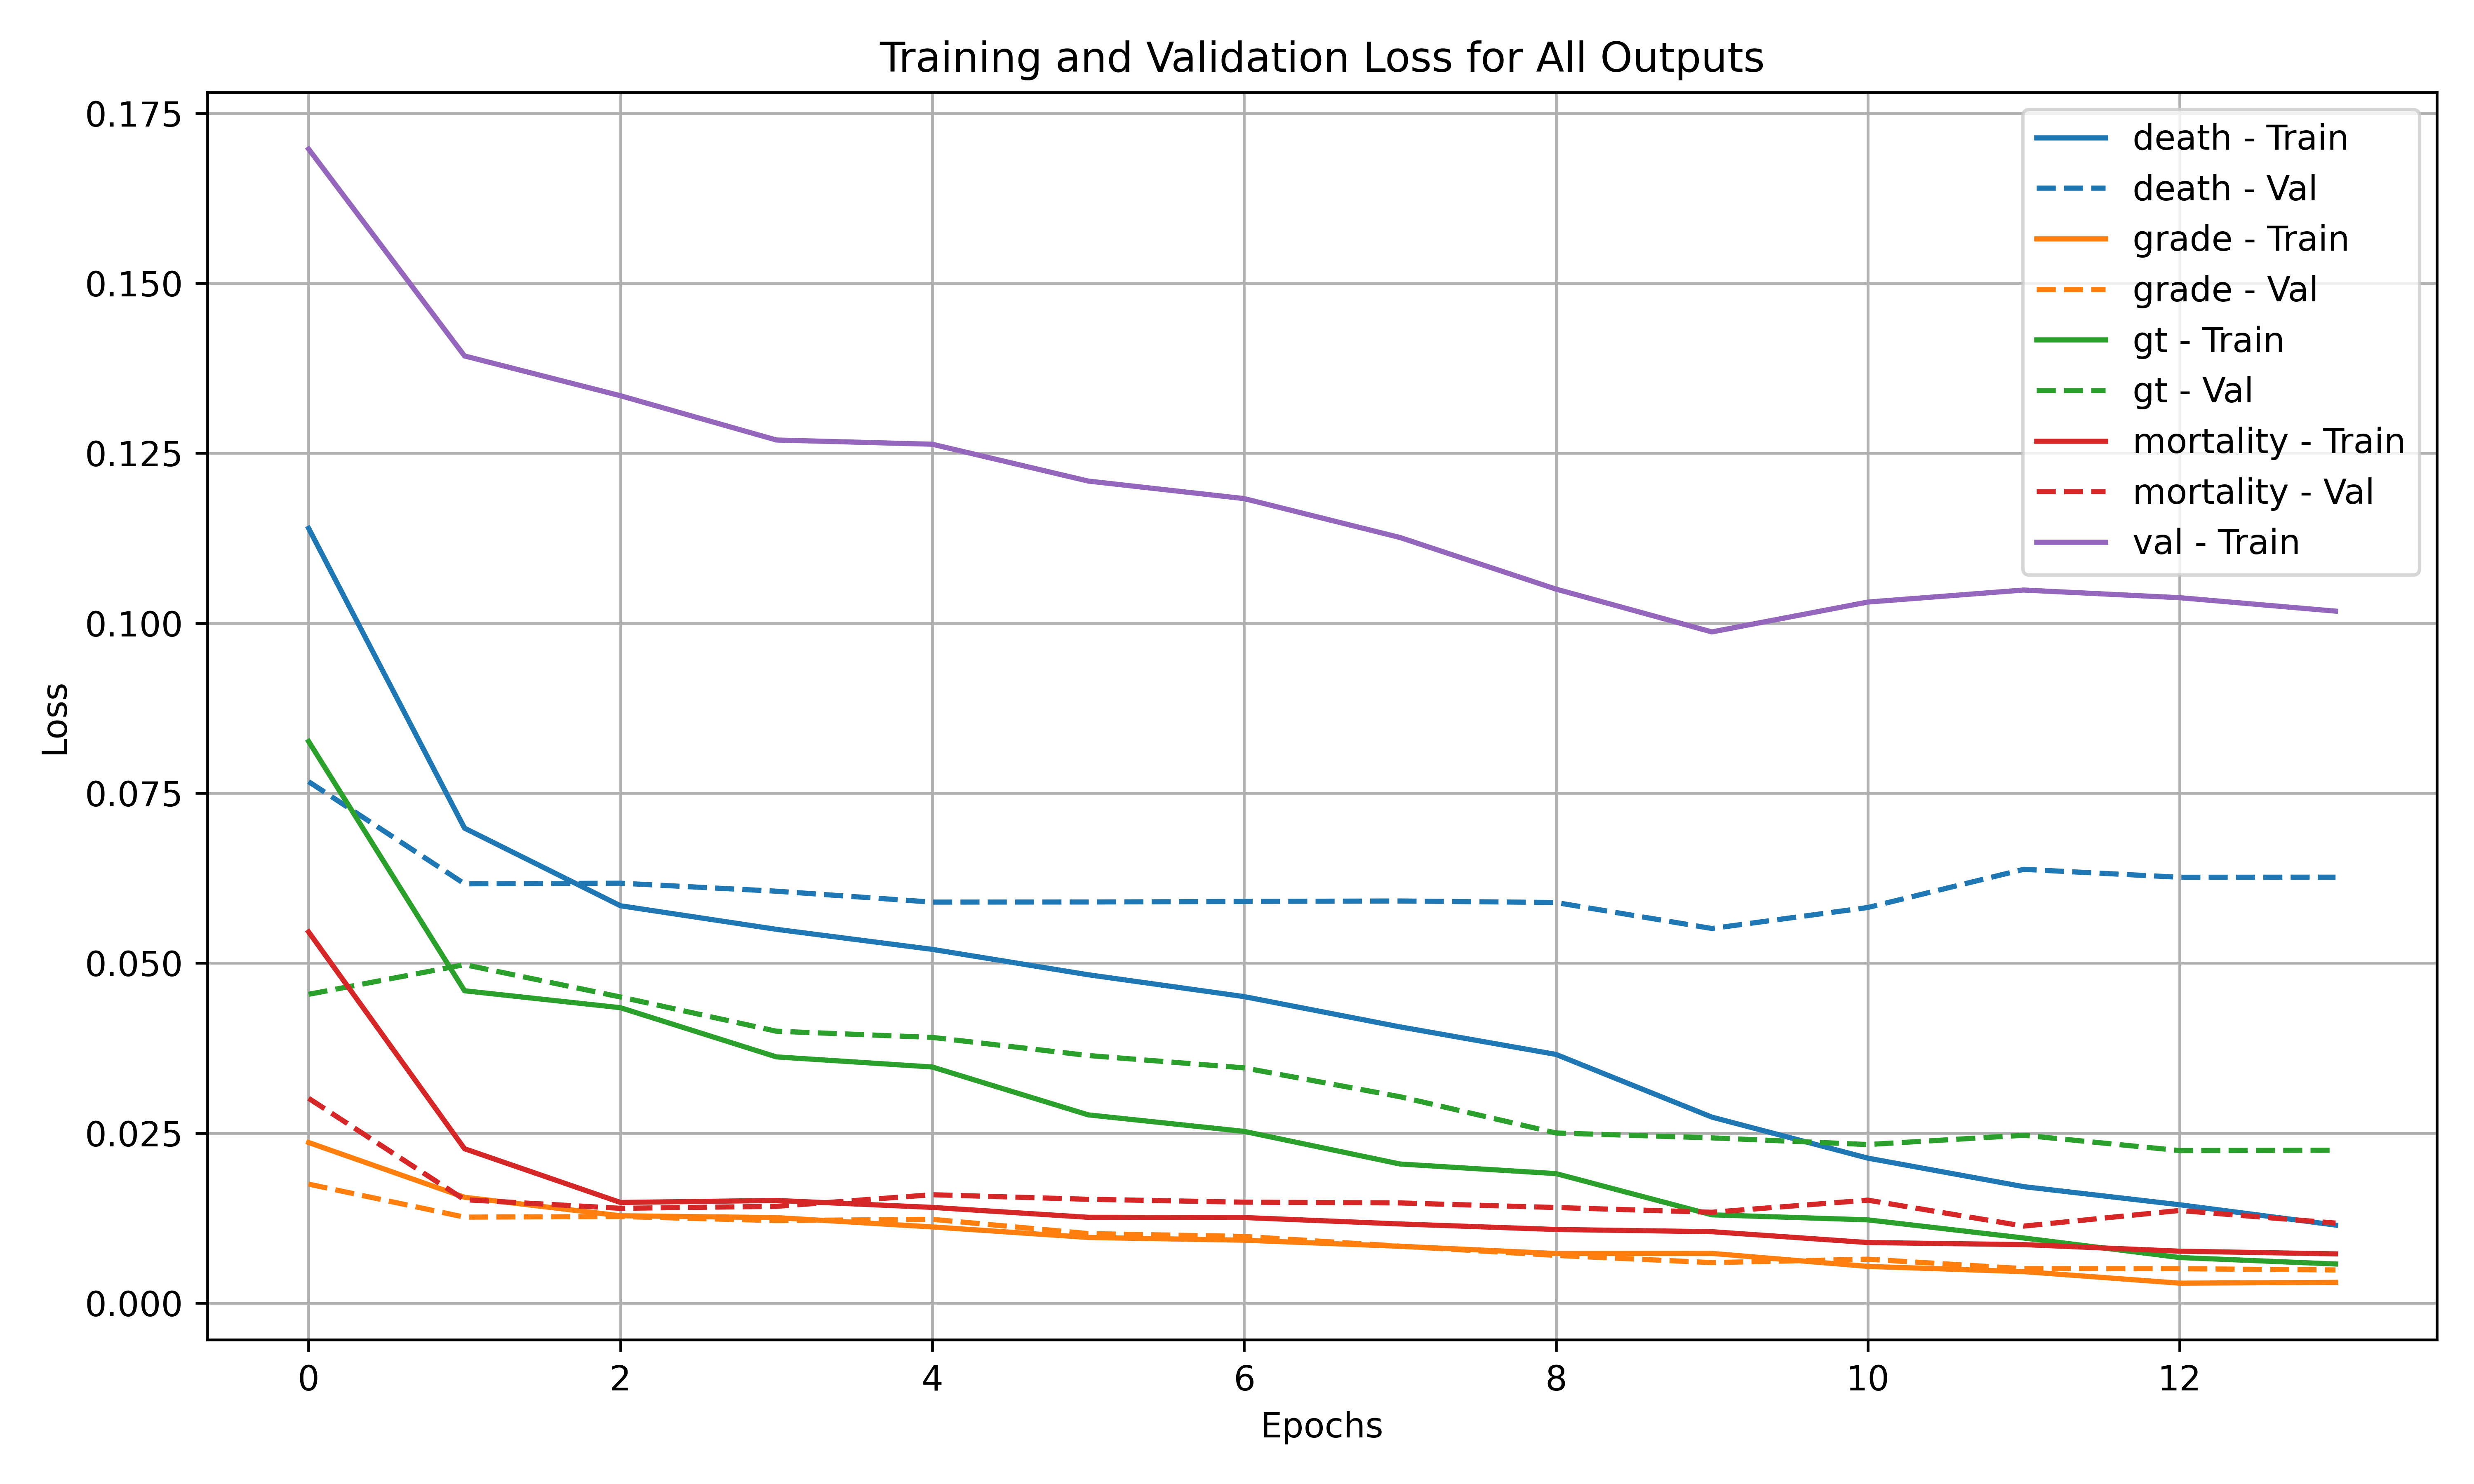 Training and Validation Loss for All Outputs
0.175
0.150
0.125
0.100
0.075
0.050
0.025
0.000
Loss
death - Train
death - Val
grade - Train
grade - Val
gt - Train
gt - Val
mortality - Train
mortality - Val
val - Train
0 2 4 6 8 10 12
Epochs